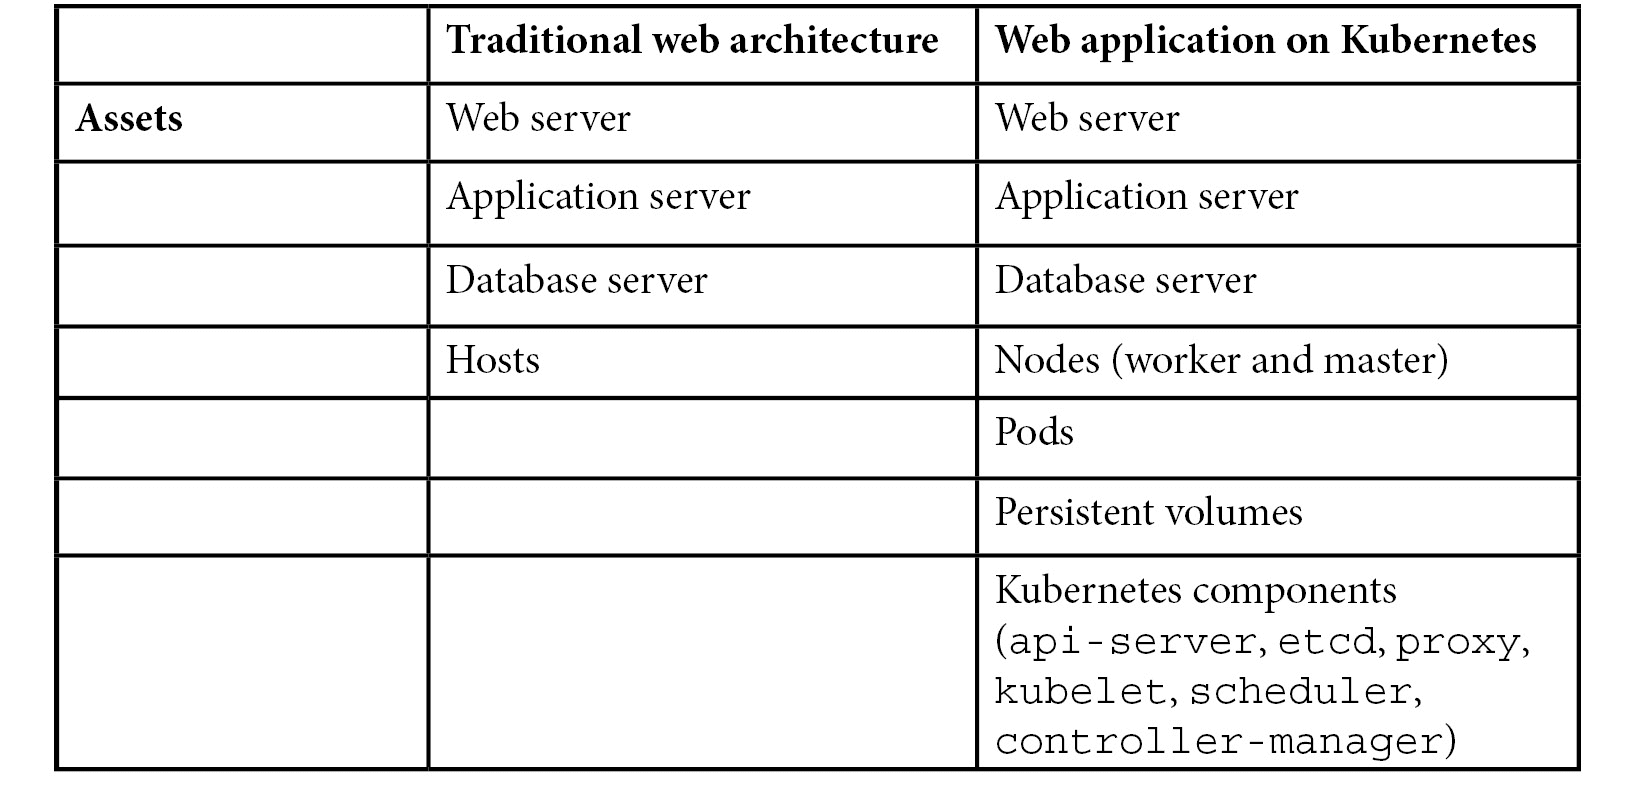 Traditional web architecture Web application on Kubernetes
Assets Web server Web server
Application server Application server
Database server Database server
Hosts Nodes (worker and master)
Pods
Persistent volumes
Kubernetes components
(api-server, etcd, proxy,
kubelet, scheduler,
controller-manager)